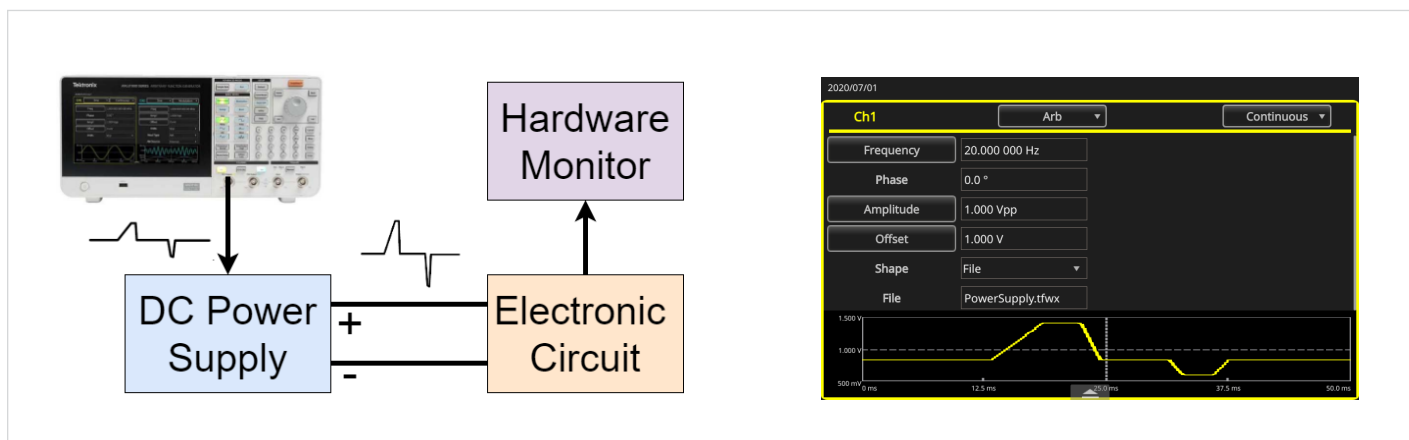 Tektronix
Hardware
Monitor
DC Power
Supply
+
-
Electronic
Circuit
2020/07/01
Ch1
Arb
Continuous
Frequency
20.000 000 Hz
Phase
0.0 °
Amplitude
1.000 Vpp
Offset
1.000 V
Shape
File
File
PowerSupply.tfwx
1.500 V
1.000 V
500 mV
0 ms
12.5 ms
25.0 ms
37.5 ms
50.0 ms